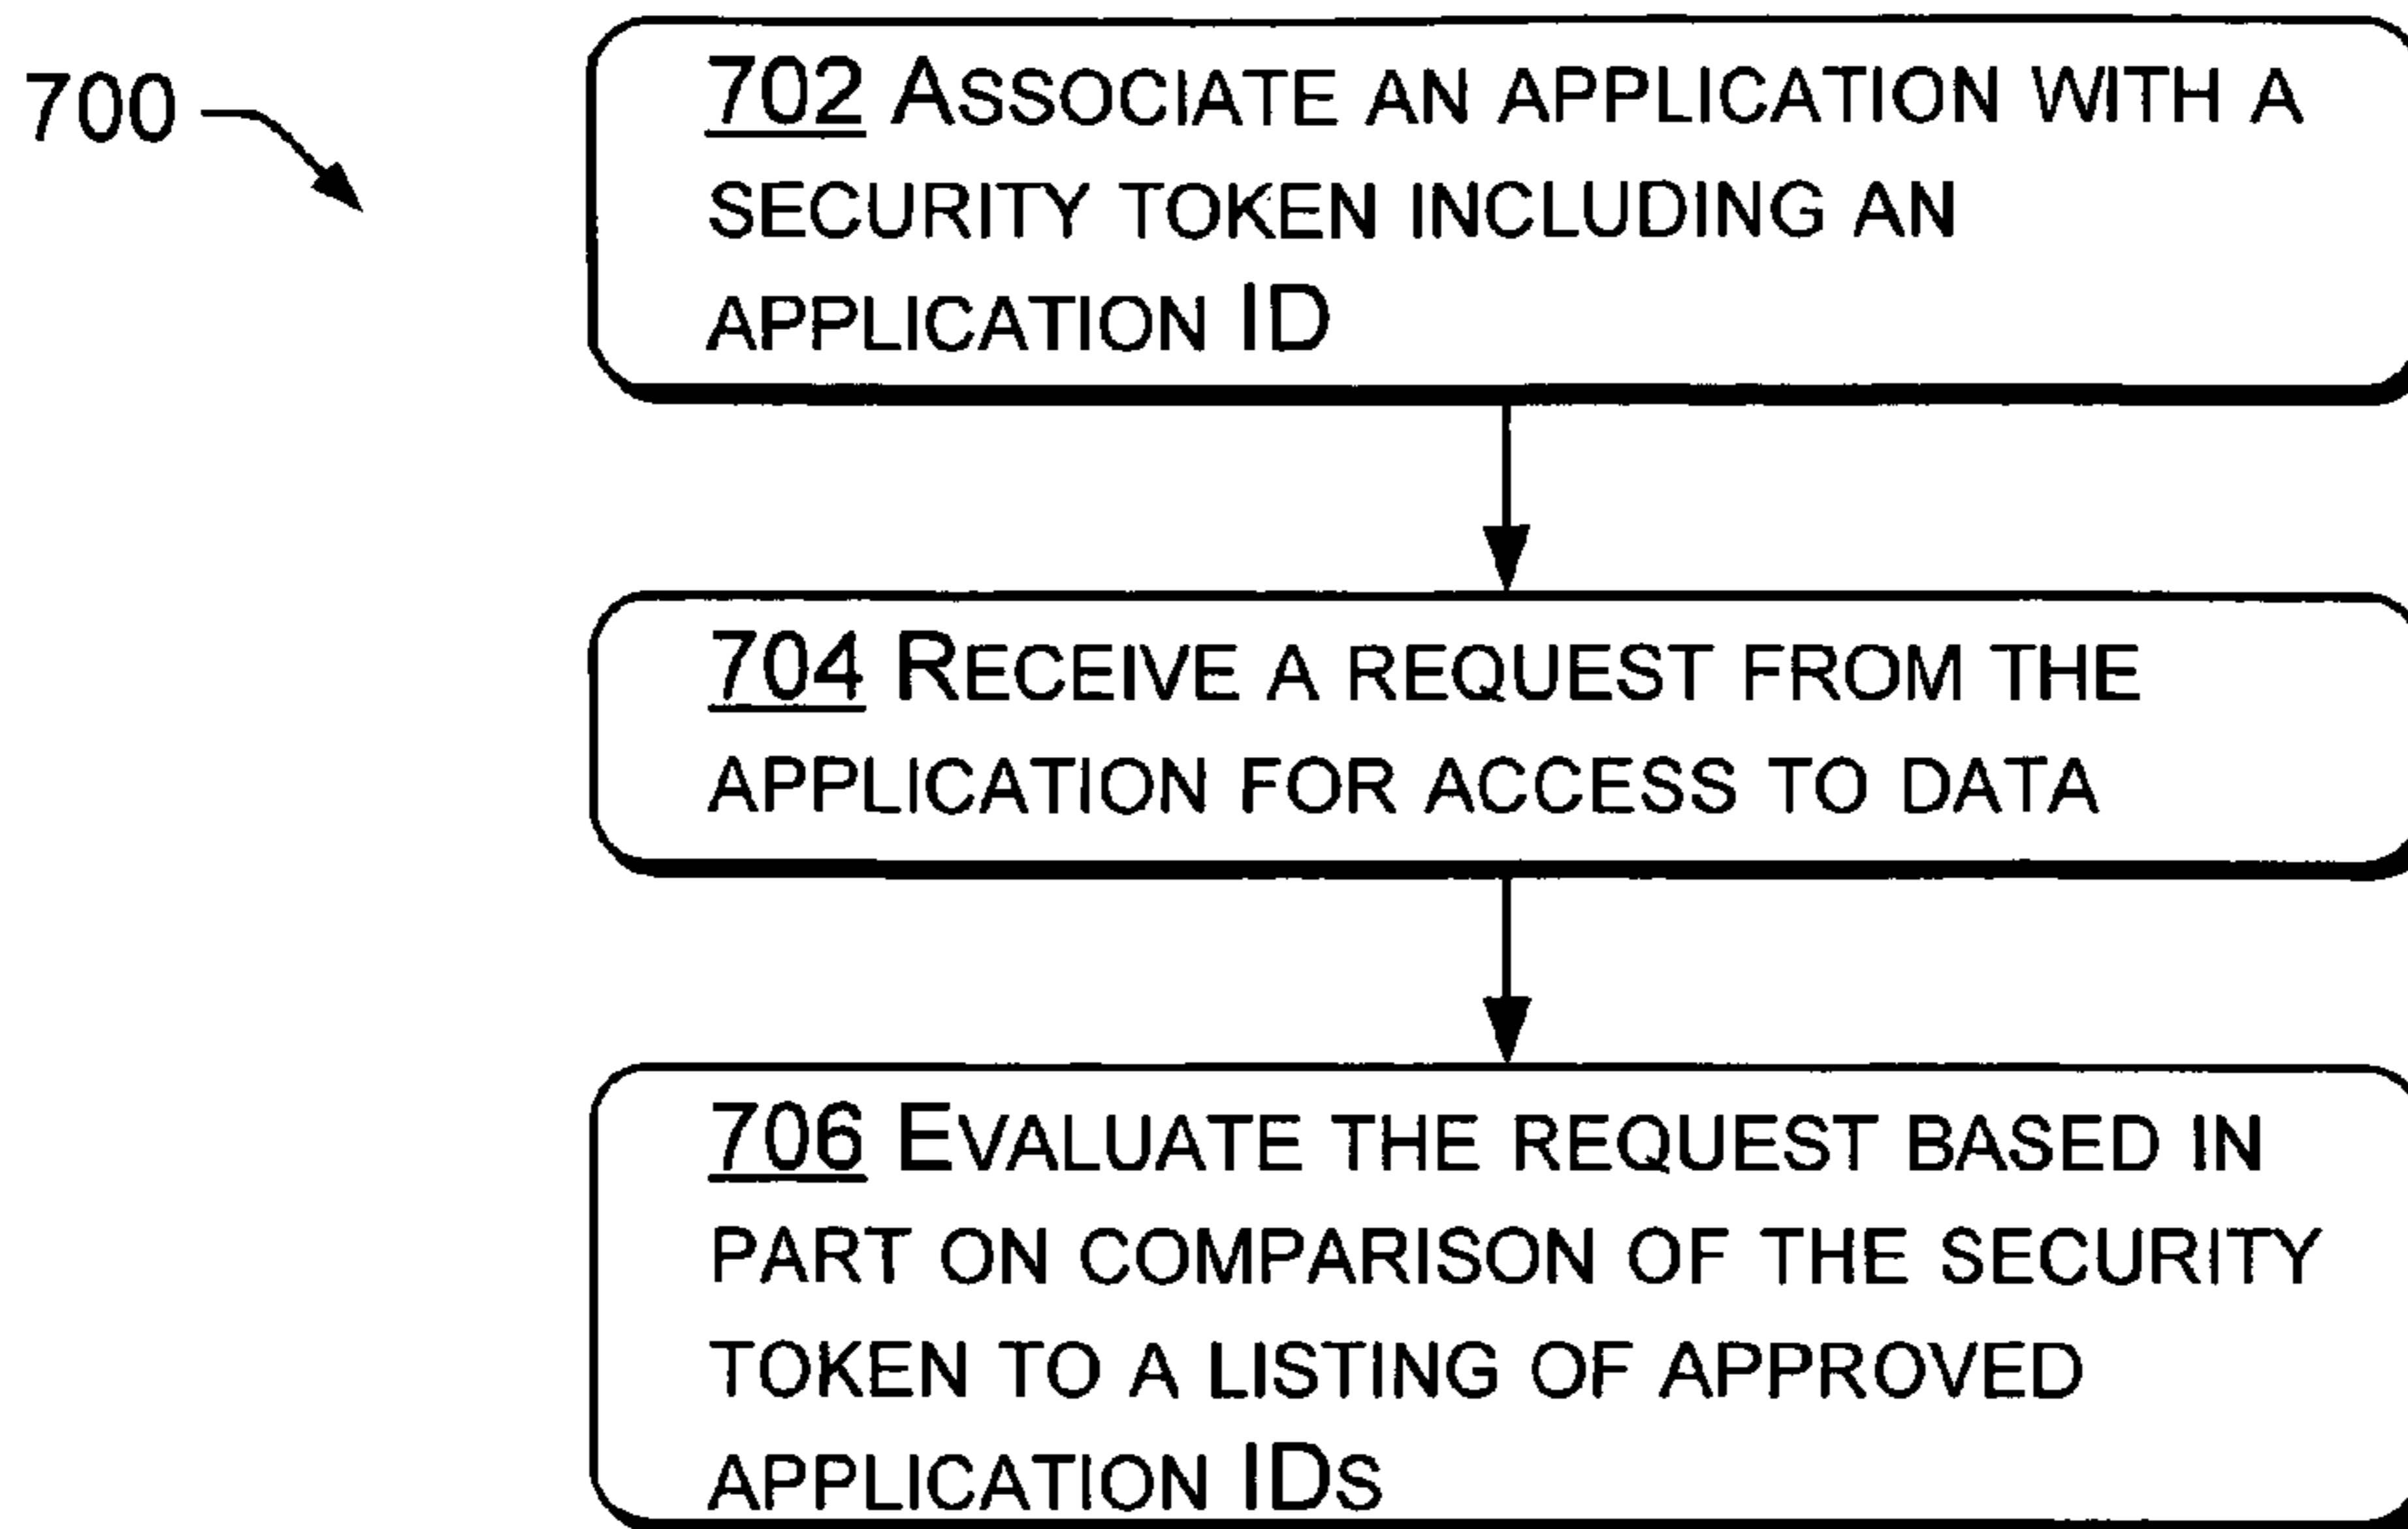 700
702 ASSOCIATE AN APPLICATION WITH A
SECURITY TOKEN INCLUDING AN
APPLICATION ID
704 RECEIVE A REQUEST FROM THE
APPLICATION FOR ACCESS TO DATA
706 EVALUATE THE REQUEST BASED IN
PART ON COMPARISON OF THE SECURITY
TOKEN TO A LISTING OF APPROVED
APPLICATION IDS